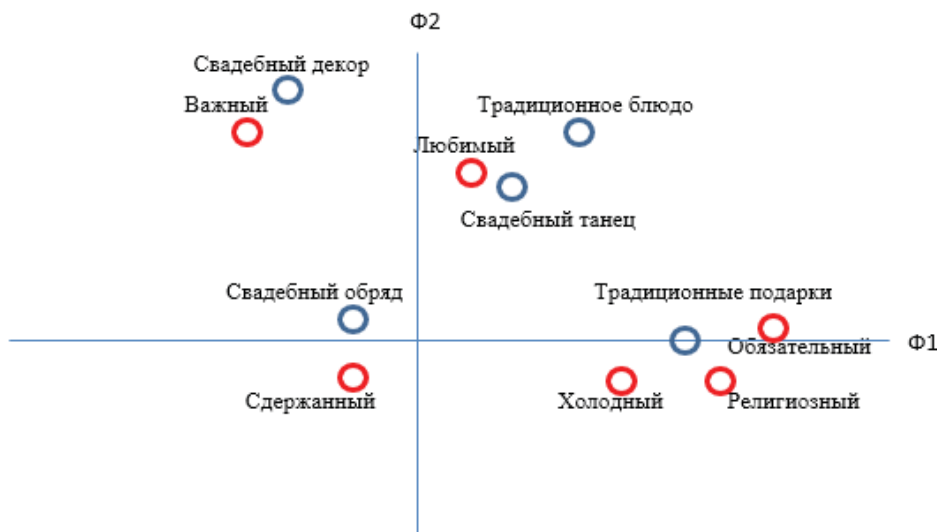 Ф2
Свадебный декор
Важный
Традиционное блюдо
Любимый
Свадебный танец
Свадебный обряд
Традиционные подарки
Обязательный
Ф1
Сдержанный
Холодный
Религиозный